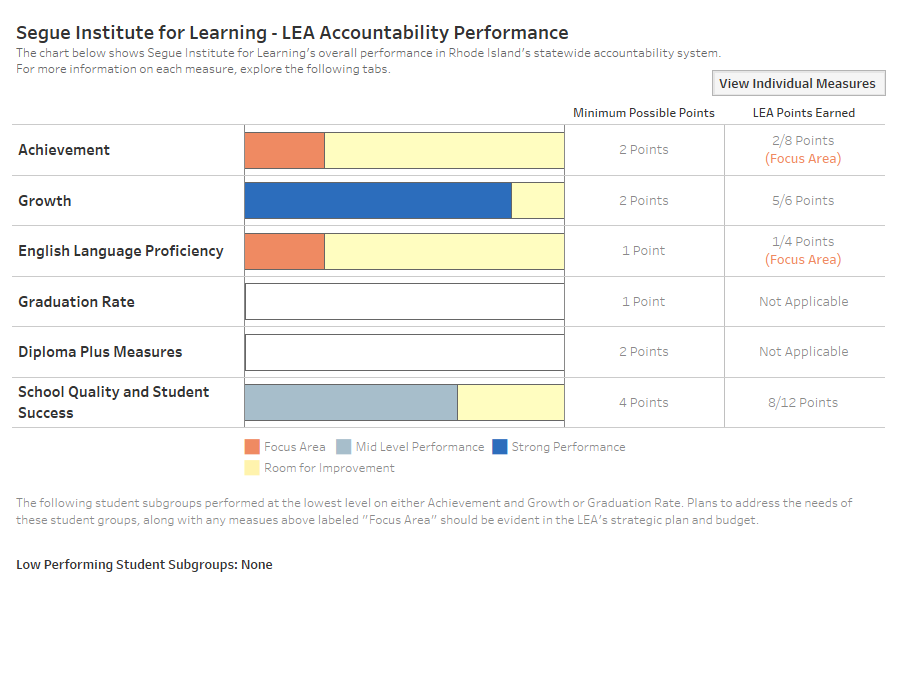 Segue Institute for Learning - LEA Accountability Performance
The chart below shows Segue Institute for Learning's overall performance in Rhode Island's statewide accountability system.
For more information on each measure, explore the following tabs.
View Individual Measures
Minimum Possible Points LEA Points Earned
Achievement 2 Points 2/8 Points
(Focus Area)
Growth 2 Points 5/6 Points
English Language Proficiency 1 Point 1/4 Points
(Focus Area)
Graduation Rate 1 Point Not Applicable
Diploma Plus Measures 2 Points Not Applicable
School Quality and Student
Success 4 Points 8/12 Points
Focus Area Mid Level Performance Strong Performance
Room for Improvement
The following student subgroups performed at the lowest level on either Achievement and Growth or Graduation Rate. Plans to address the needs of
these student groups, along with any measues above labeled "Focus Area" should be evident in the LEA's strategic plan and budget.
Low Performing Student Subgroups: None